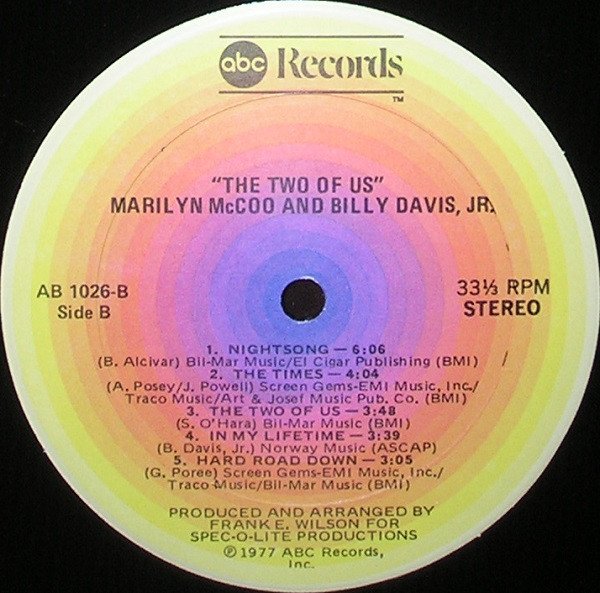 abc Records
TM
"THE TWO OF US"
MARILYN McCOO AND BILLY DAVIS, JR.
AB 1026-B
Side B
33⅓ RPM
STEREO
1. NIGHTSONG — 6:06
(B. Alcivar) Bil-Mar Music/El Cigar Publishing (BMI)
2. THE TIMES — 4:04
(A. Posey/J. Powell) Screen Gems-EMI Music, Inc./
Traco Music/Art & Josef Music Pub. Co. (BMI)
3. THE TWO OF US — 3:48
(S. O'Hara) Bil-Mar Music (BMI)
4. IN MY LIFETIME — 3:39
(B. Davis, Jr.) Norway Music (ASCAP)
5. HARD ROAD DOWN — 3:05
(G. Poree) Screen Gems-EMI Music, Inc./
Traco Music/Bil-Mar Music (BMI)
PRODUCED AND ARRANGED BY
FRANK E. WILSON FOR
SPEC-O-LITE PRODUCTIONS
℗ 1977 ABC Records,
Inc.